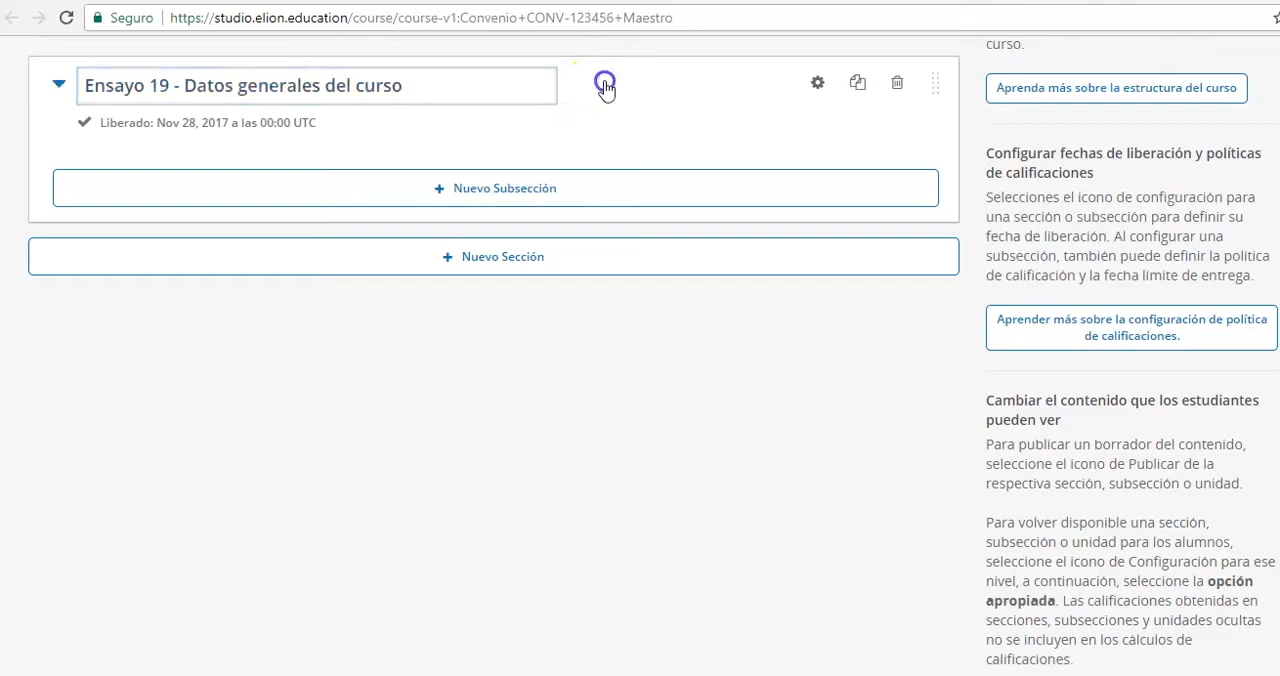 Seguro
https://studio.elion.education/course/course-v1:Convenio+CONV-123456+Maestro
Ensayo 19 - Datos generales del curso
Liberado: Nov 28, 2017 a las 00:00 UTC
+ Nuevo Subsección
+ Nuevo Sección
curso.
Aprenda más sobre la estructura del curso
Configurar fechas de liberación y políticas
de calificaciones
Selecciones el icono de configuración para
una sección o subsección para definir su
fecha de liberación. Al configurar una
subsección, también puede definir la política
de calificación y la fecha límite de entrega.
Aprender más sobre la configuración de política
de calificaciones.
Cambiar el contenido que los estudiantes
pueden ver
Para publicar un borrador del contenido,
seleccione el icono de Publicar de la
respectiva sección, subsección o unidad.
Para volver disponible una sección,
subsección o unidad para los alumnos,
seleccione el icono de Configuración para ese
nivel, a continuación, seleccione la opción
apropiada. Las calificaciones obtenidas en
secciones, subsecciones y unidades ocultas
no se incluyen en los cálculos de
calificaciones.